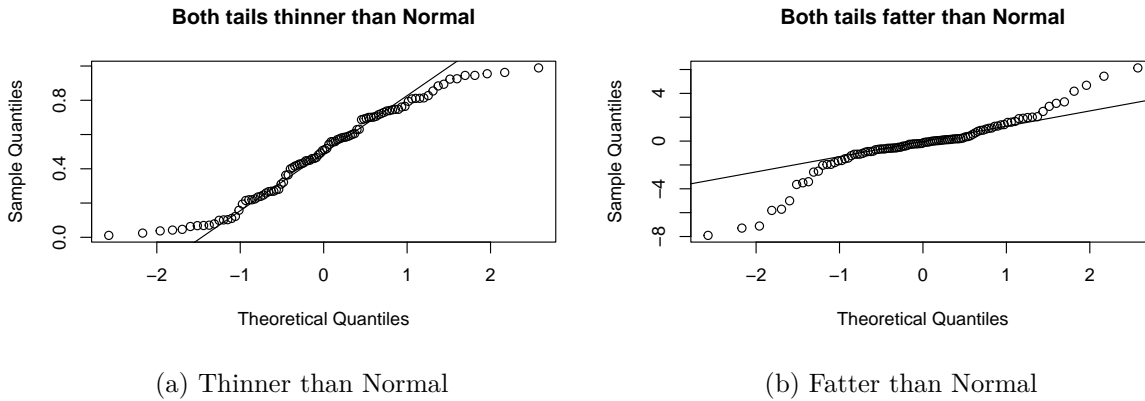 Both tails thinner than Normal
Sample Quantiles
0.0 0.4 0.8
−2 −1 0 1 2
Theoretical Quantiles
(a) Thinner than Normal
Both tails fatter than Normal
Sample Quantiles
−8 −4 0 4
−2 −1 0 1 2
Theoretical Quantiles
(b) Fatter than Normal